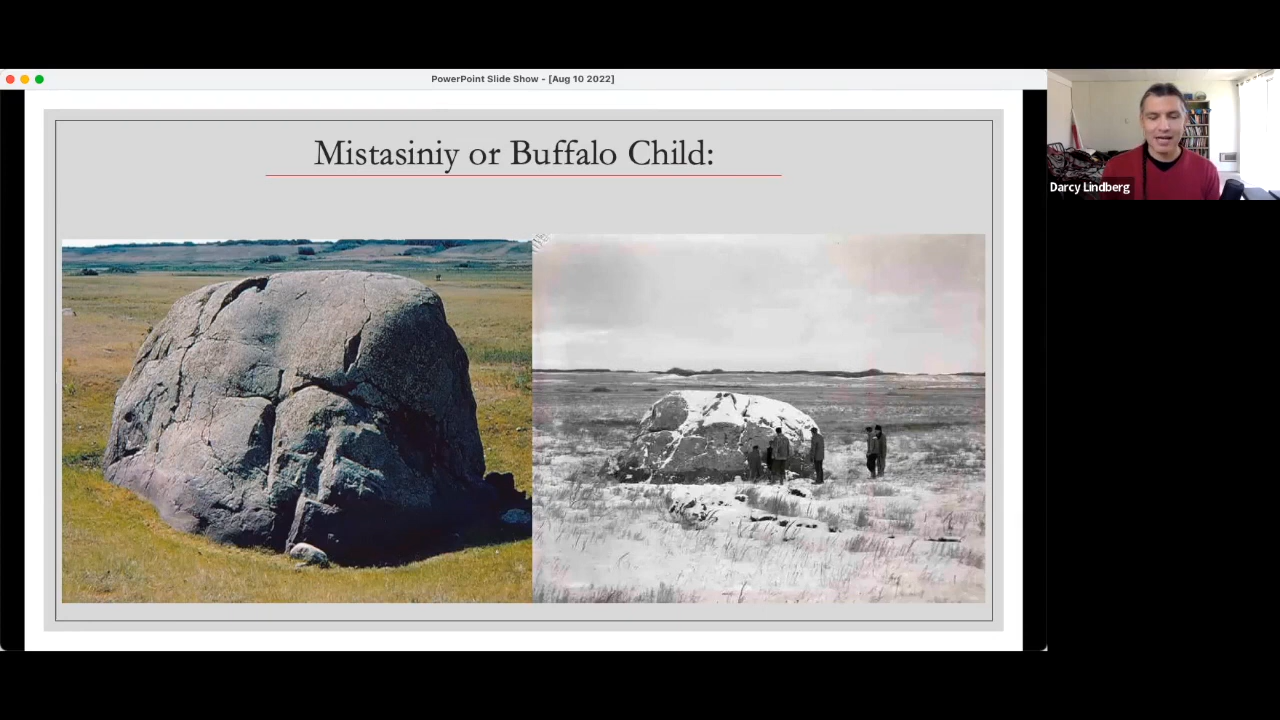 PowerPoint Slide Show - [Aug 10 2022]
Mistasiniy or Buffalo Child:
Darcy Lindberg